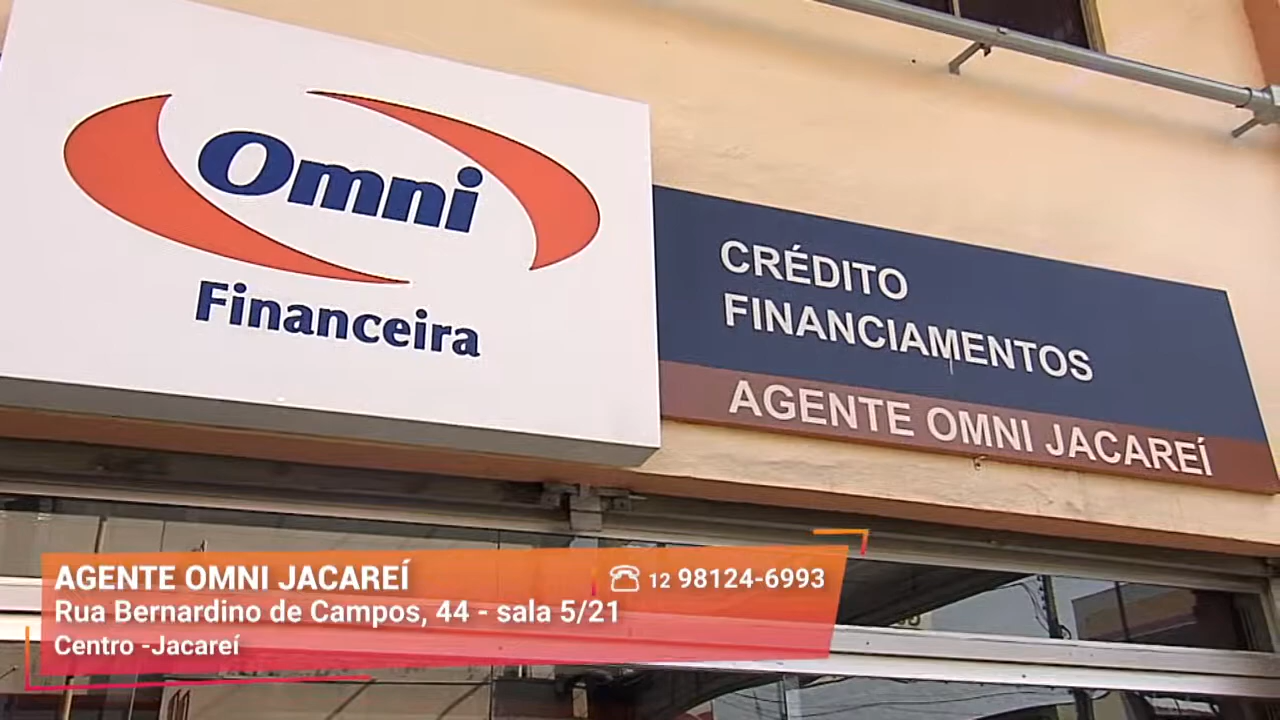 Omni
Financeira
CRÉDITO
FINANCIAMENTOS
AGENTE OMNI JACAREÍ
AGENTE OMNI JACAREÍ
12 98124-6993
Rua Bernardino de Campos, 44 - sala 5/21
Centro -Jacareí